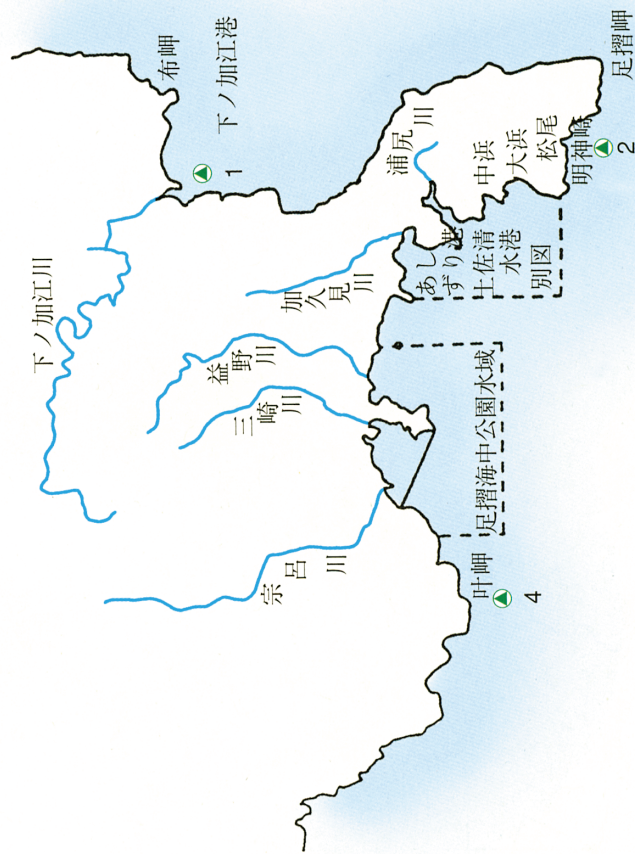 布岬
下ノ加江港
1
下ノ加江川
浦尻川
足摺岬
中浜
大浜
松尾
明神崎
2
加久見川
あしずり港
土佐清水港
別図
益野川
三崎川
足摺海中公園水域
宗呂川
叶岬
4